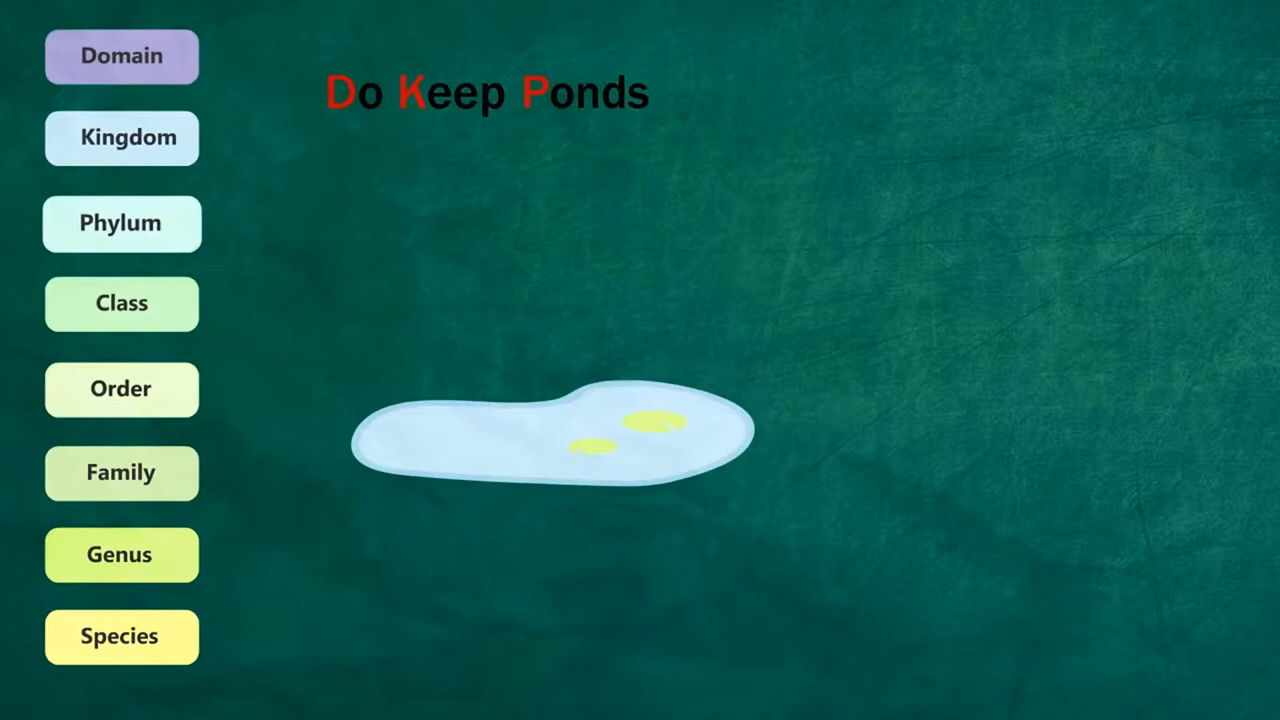 Domain
Do Keep Ponds
Kingdom
Phylum
Class
Order
Family
Genus
Species